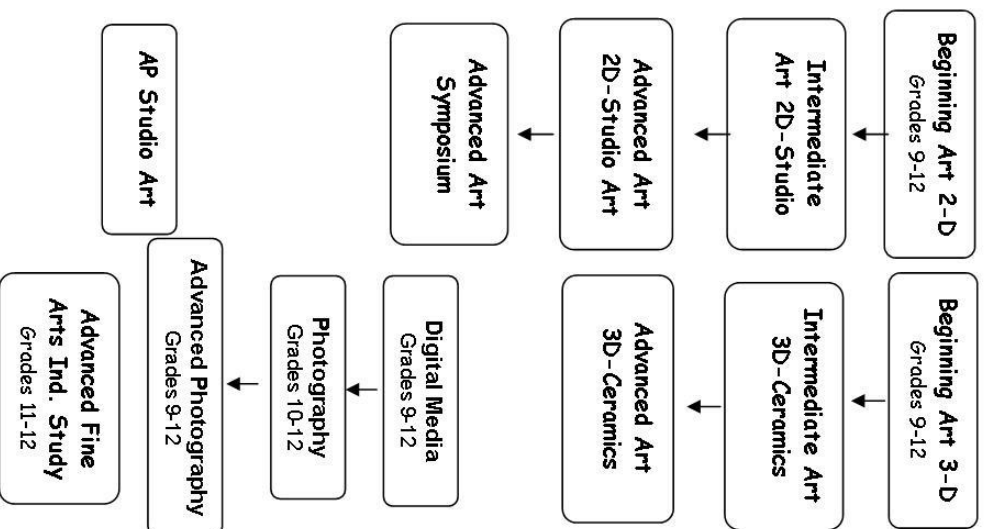 Beginning Art 2-D
Grades 9-12
Beginning Art 3-D
Grades 9-12
Intermediate
Art 2D-Studio
Intermediate Art
3D-Ceramics
Advanced Art
2D-Studio Art
Advanced Art
3D-Ceramics
Advanced Art
Symposium
Digital Media
Grades 9-12
Photography
Grades 10-12
Advanced Photography
Grades 9-12
AP Studio Art
Advanced Fine
Arts Ind. Study
Grades 11-12